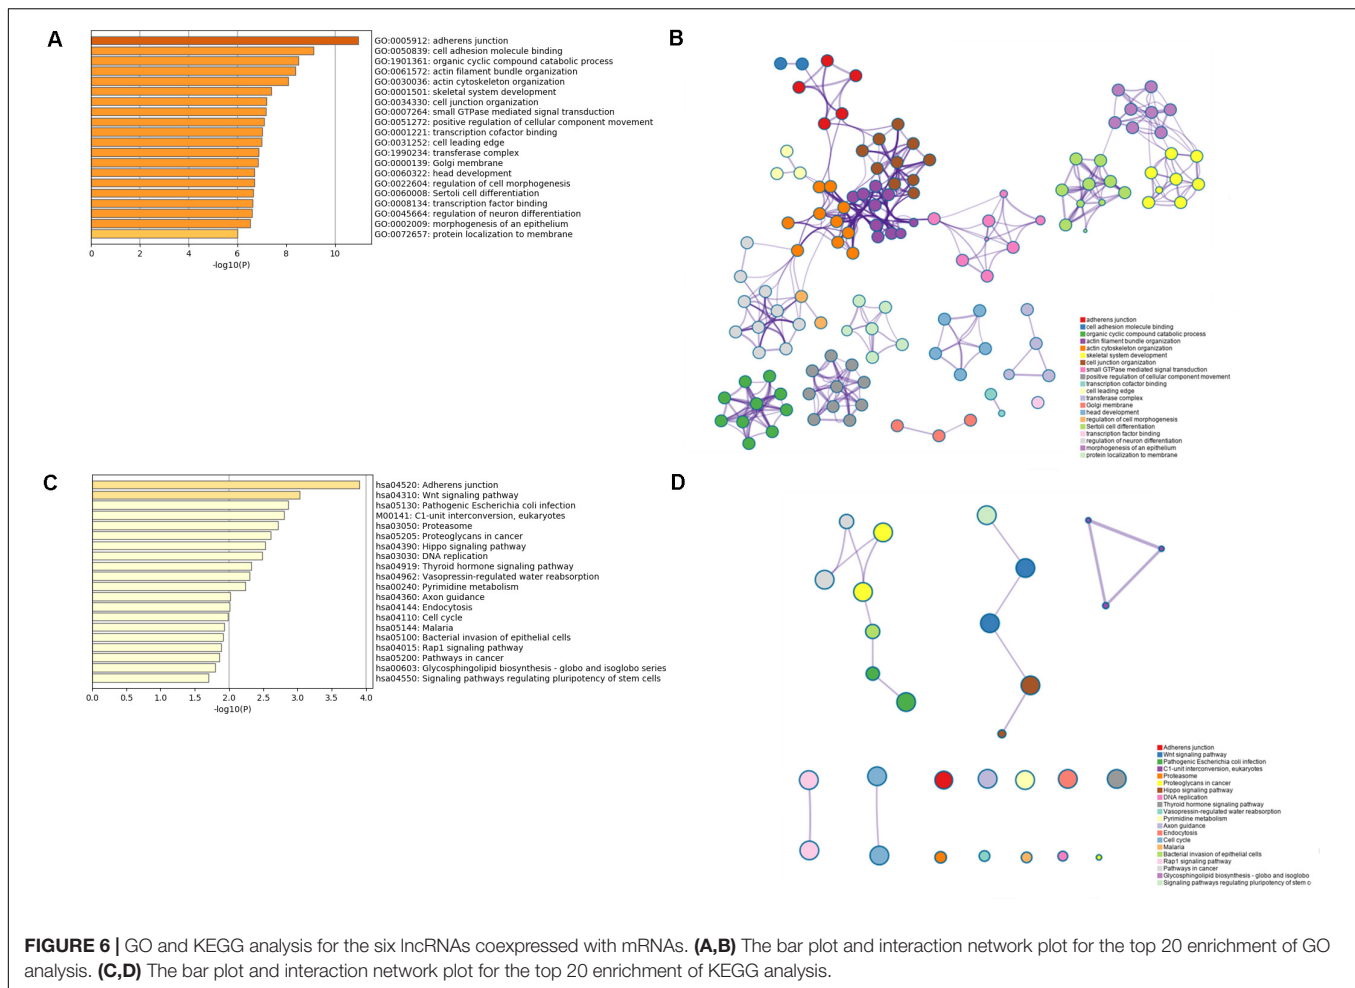 A
GO:0005912: adherens junction
GO:0050839: cell adhesion molecule binding
GO:1901361: organic cyclic compound catabolic process
GO:0061572: actin filament bundle organization
GO:0030036: actin cytoskeleton organization
GO:0001501: skeletal system development
GO:0034330: cell junction organization
GO:0007264: small GTPase mediated signal transduction
GO:0051272: positive regulation of cellular component movement
GO:0001221: transcription cofactor binding
GO:0031252: cell leading edge
GO:1990234: transferase complex
GO:0000139: Golgi membrane
GO:0060322: head development
GO:0022604: regulation of cell morphogenesis
GO:0060008: Sertoli cell differentiation
GO:0008134: transcription factor binding
GO:0045664: regulation of neuron differentiation
GO:0002009: morphogenesis of an epithelium
GO:0072657: protein localization to membrane
0 2 4 6 8 10
-log10(P)
B
adherens junction
cell adhesion molecule binding
organic cyclic compound catabolic process
actin filament bundle organization
actin cytoskeleton organization
skeletal system development
cell junction organization
small GTPase mediated signal transduction
positive regulation of cellular component movement
transcription cofactor binding
cell leading edge
transferase complex
Golgi membrane
head development
regulation of cell morphogenesis
Sertoli cell differentiation
transcription factor binding
regulation of neuron differentiation
morphogenesis of an epithelium
protein localization to membrane
C
hsa04520: Adherens junction
hsa04310: Wnt signaling pathway
hsa05130: Pathogenic Escherichia coli infection
M00141: C1-unit interconversion, eukaryotes
hsa03050: Proteasome
hsa05205: Proteoglycans in cancer
hsa04390: Hippo signaling pathway
hsa03030: DNA replication
hsa04919: Thyroid hormone signaling pathway
hsa04962: Vasopressin-regulated water reabsorption
hsa00240: Pyrimidine metabolism
hsa04360: Axon guidance
hsa04144: Endocytosis
hsa04110: Cell cycle
hsa05144: Malaria
hsa05100: Bacterial invasion of epithelial cells
hsa04015: Rap1 signaling pathway
hsa05200: Pathways in cancer
hsa00603: Glycosphingolipid biosynthesis - globo and isoglobo series
hsa04550: Signaling pathways regulating pluripotency of stem cells
0.0 0.5 1.0 1.5 2.0 2.5 3.0 3.5 4.0
-log10(P)
D
Adherens junction
Wnt signaling pathway
Pathogenic Escherichia coli infection
C1-unit interconversion, eukaryotes
Proteasome
Proteoglycans in cancer
Hippo signaling pathway
DNA replication
Thyroid hormone signaling pathway
Vasopressin-regulated water reabsorption
Pyrimidine metabolism
Axon guidance
Endocytosis
Cell cycle
Malaria
Bacterial invasion of epithelial cells
Rap1 signaling pathway
Pathways in cancer
Glycosphingolipid biosynthesis - globo and isoglobo
Signaling pathways regulating pluripotency of stem c
FIGURE 6 | GO and KEGG analysis for the six lncRNAs coexpressed with mRNAs. (A,B) The bar plot and interaction network plot for the top 20 enrichment of GO
analysis. (C,D) The bar plot and interaction network plot for the top 20 enrichment of KEGG analysis.